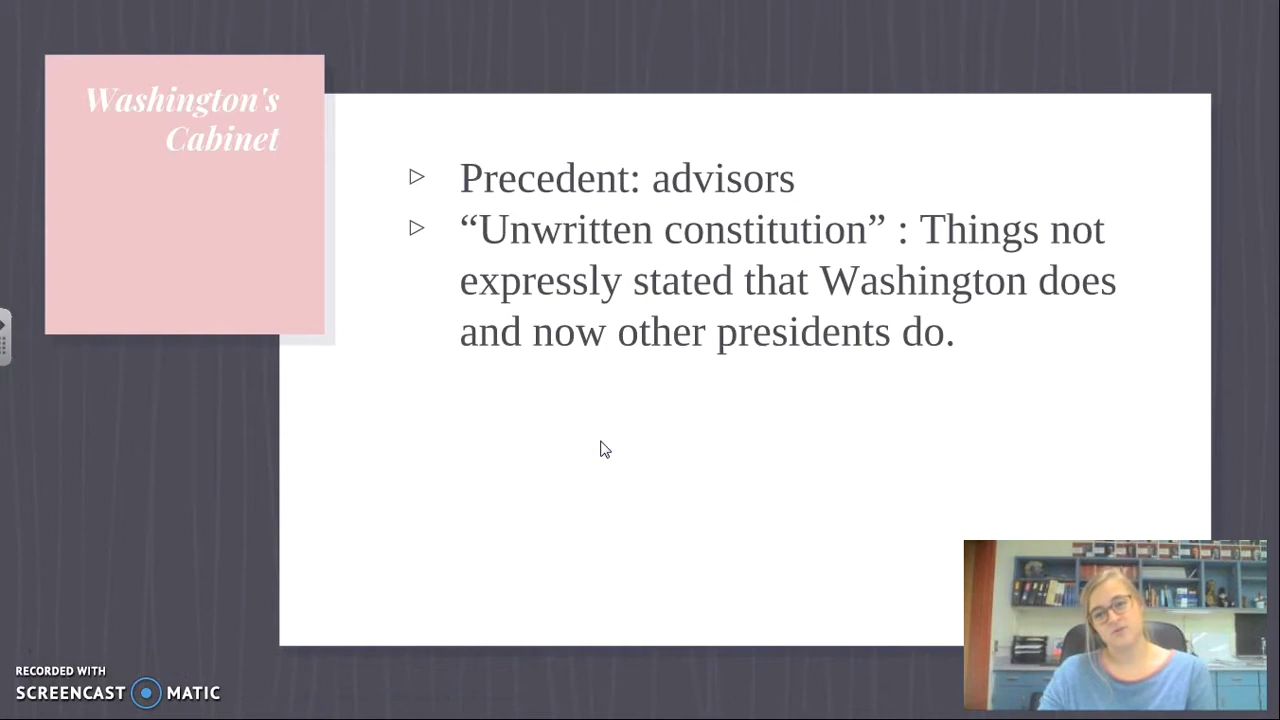 Washington's
Cabinet
▷ Precedent: advisors
▷ “Unwritten constitution” : Things not
expressly stated that Washington does
and now other presidents do.
RECORDED WITH
SCREENCAST MATIC